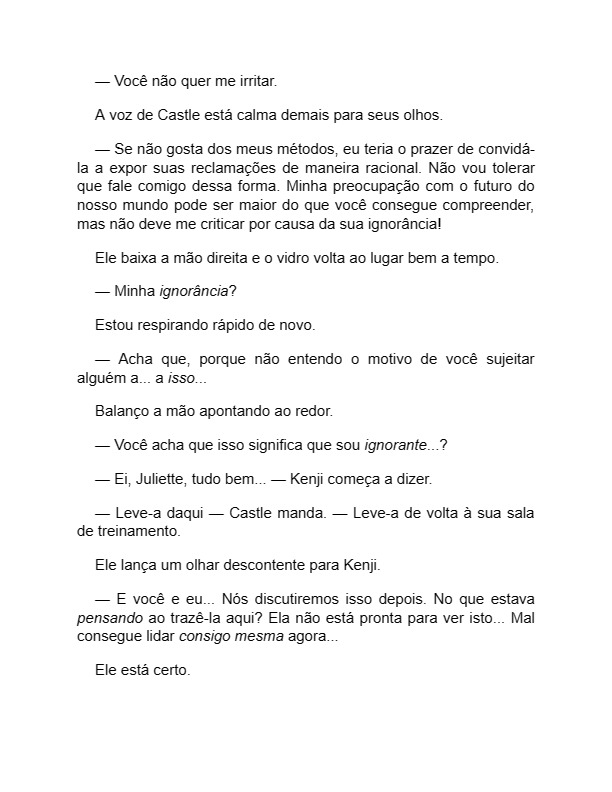 — Você não quer me irritar.
A voz de Castle está calma demais para seus olhos.
— Se não gosta dos meus métodos, eu teria o prazer de convidá-
la a expor suas reclamações de maneira racional. Não vou tolerar
que fale comigo dessa forma. Minha preocupação com o futuro do
nosso mundo pode ser maior do que você consegue compreender,
mas não deve me criticar por causa da sua ignorância!
Ele baixa a mão direita e o vidro volta ao lugar bem a tempo.
— Minha ignorância?
Estou respirando rápido de novo.
— Acha que, porque não entendo o motivo de você sujeitar
alguém a... a isso...
Balanço a mão apontando ao redor.
— Você acha que isso significa que sou ignorante...?
— Ei, Juliette, tudo bem... — Kenji começa a dizer.
— Leve-a daqui — Castle manda. — Leve-a de volta à sua sala
de treinamento.
Ele lança um olhar descontente para Kenji.
— E você e eu... Nós discutiremos isso depois. No que estava
pensando ao trazê-la aqui? Ela não está pronta para ver isto... Mal
consegue lidar consigo mesma agora...
Ele está certo.